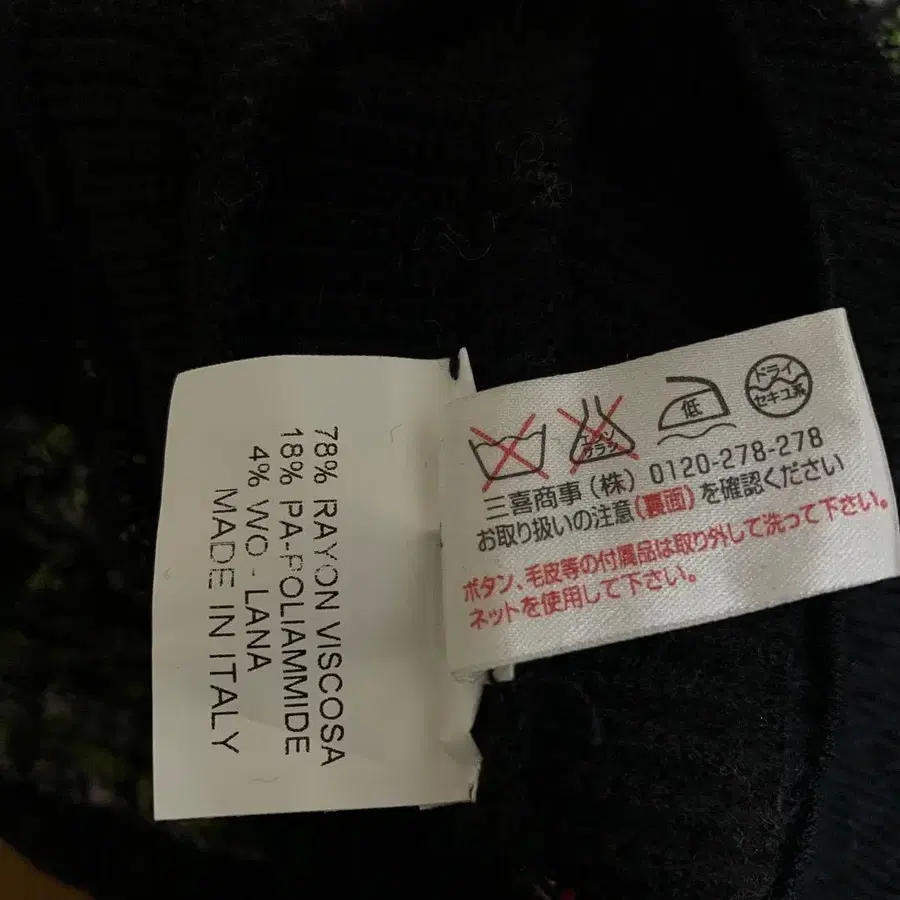 78% RAYON VISCOSA
18% PA-POLIAMMIDE
4% WO - LANA
MADE IN ITALY
エンソ
サラシ
低
ドライ
セキユ系
三喜商事(株) 0120-278-278
お取り扱いの注意(裏面)を確認ください
ボタン、毛皮等の付属品は取り外して洗って下さい。
ネットを使用して下さい。